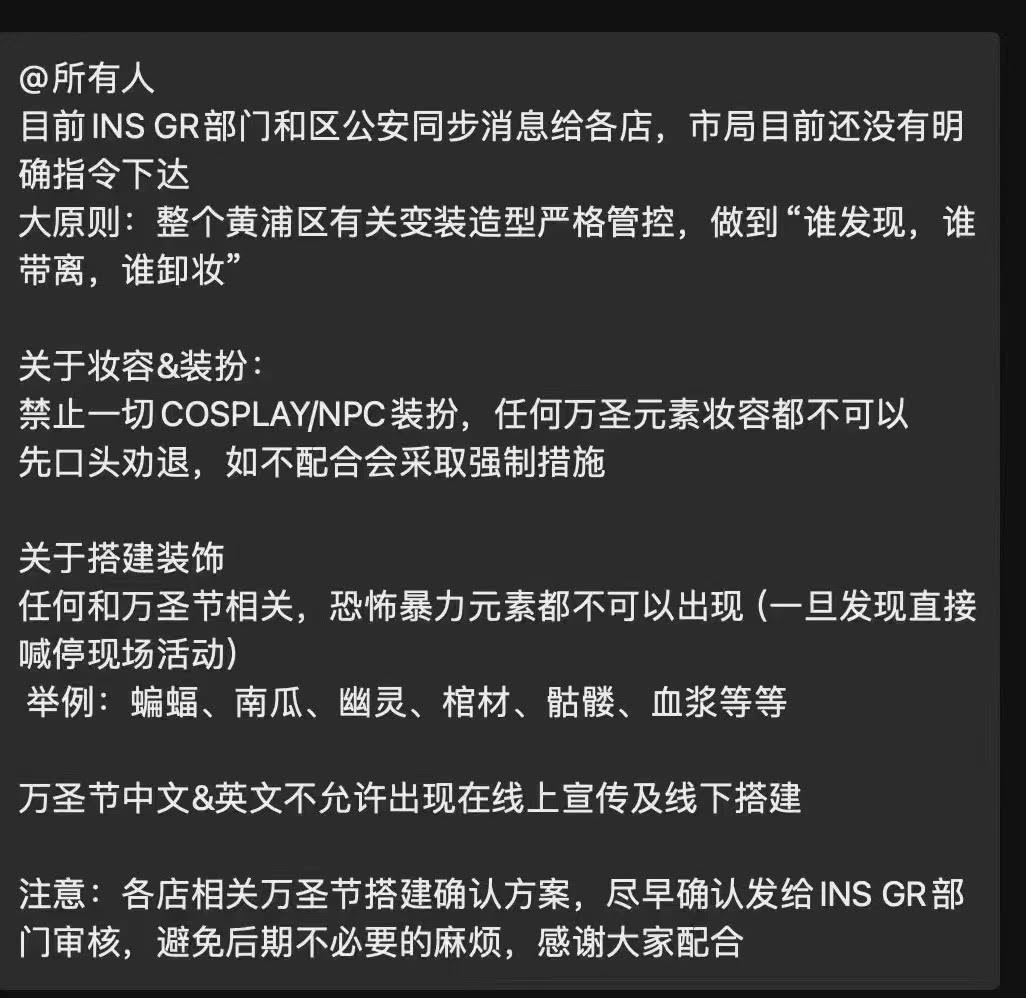 @所有人
目前INS GR部门和区公安同步消息给各店，市局目前还没有明
确指令下达
大原则：整个黄浦区有关变装造型严格管控，做到“谁发现，谁
带离，谁卸妆”
关于妆容&装扮：
禁止一切COSPLAY/NPC装扮，任何万圣元素妆容都不可以
先口头劝退，如不配合会采取强制措施
关于搭建装饰
任何和万圣节相关，恐怖暴力元素都不可以出现（一旦发现直接
喊停现场活动）
举例：蝙蝠、南瓜、幽灵、棺材、骷髅、血浆等等
万圣节中文&英文不允许出现在线上宣传及线下搭建
注意：各店相关万圣节搭建确认方案，尽早确认发给INS GR部
门审核，避免后期不必要的麻烦，感谢大家配合